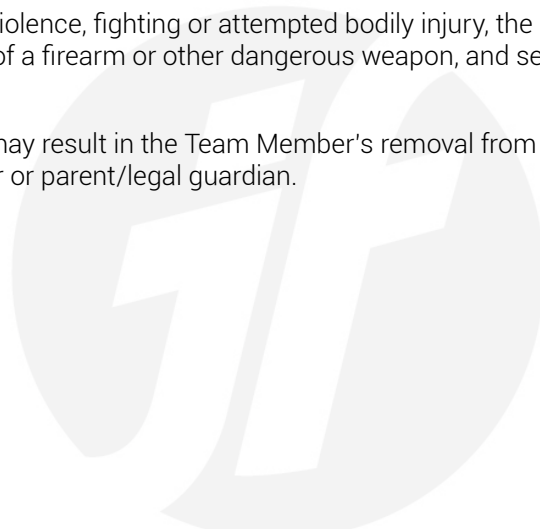 iolence, fighting or attempted bodily injury, the
of a firearm or other dangerous weapon, and se
may result in the Team Member's removal from
r or parent/legal guardian.
jf